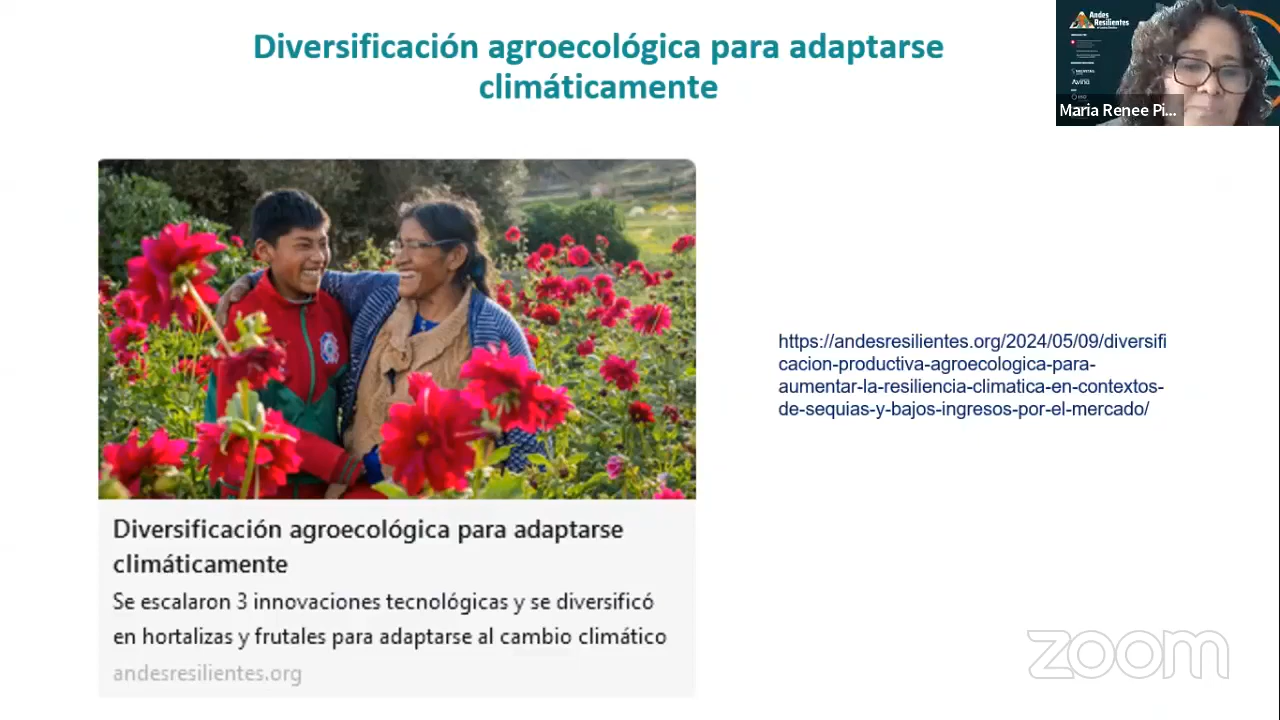 Diversificación agroecológica para adaptarse
climáticamente
Andes
Resilientes
Avina
Maria Renee Pi...
https://andesresilientes.org/2024/05/09/diversifi
cacion-productiva-agroecologica-para-
aumentar-la-resiliencia-climatica-en-contextos-
de-sequias-y-bajos-ingresos-por-el-mercado/
Diversificación agroecológica para adaptarse
climáticamente
Se escalaron 3 innovaciones tecnológicas y se diversificó
en hortalizas y frutales para adaptarse al cambio climático
andesresilientes.org
zoom